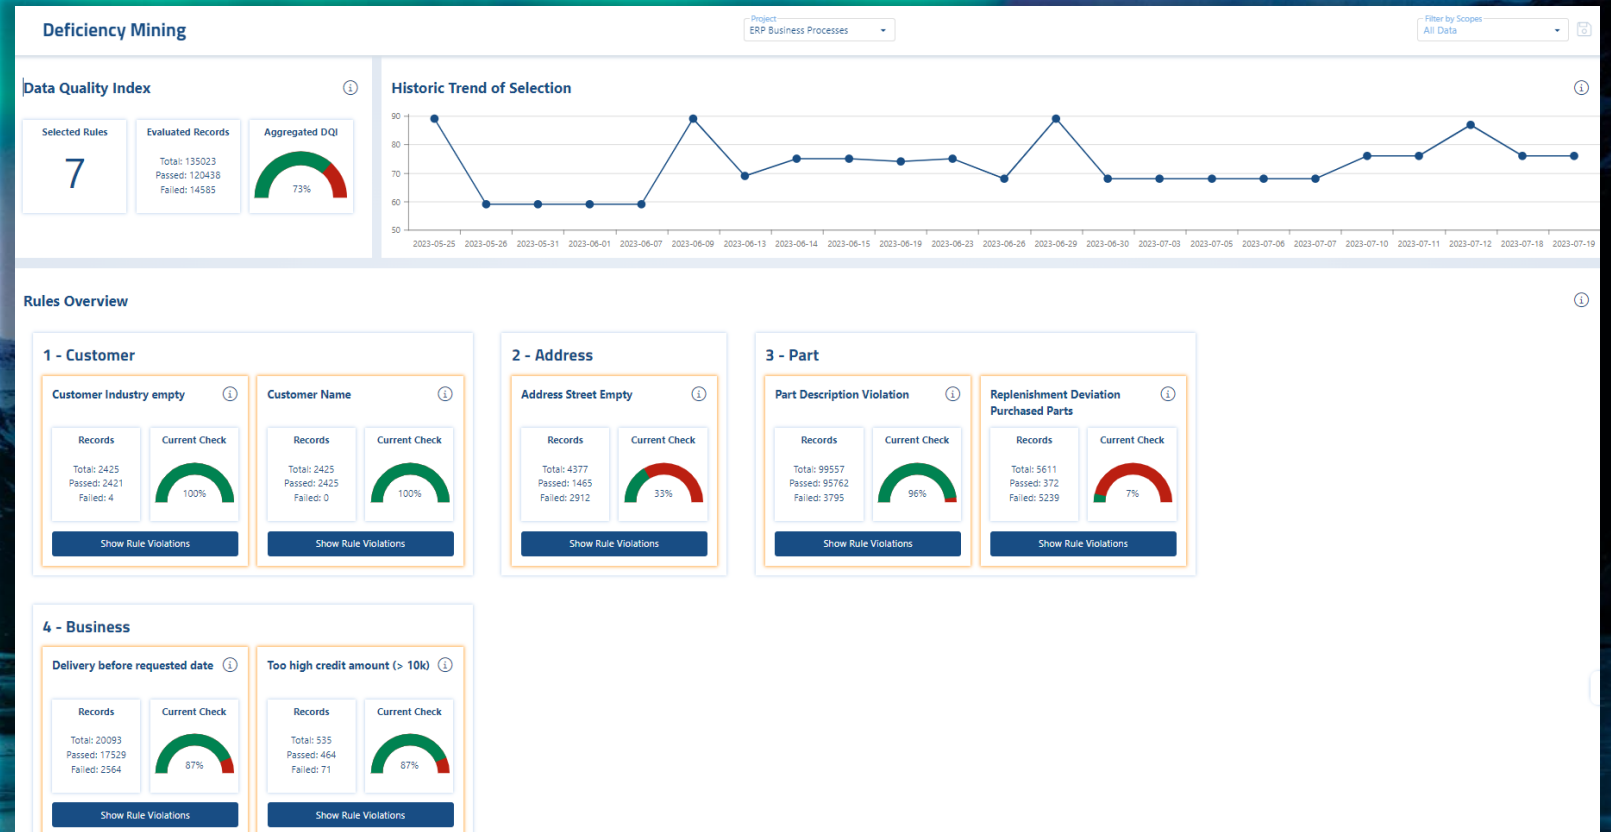 Deficiency Mining
Project
ERP Business Processes
Filter by Scopes
All Data
Data Quality Index
Selected Rules
7
Evaluated Records
Total: 135023
Passed: 120438
Failed: 14585
Aggregated DQI
73%
Historic Trend of Selection
90
80
70
60
50
2023-05-25 2023-05-26 2023-05-31 2023-06-01 2023-06-07 2023-06-09 2023-06-13 2023-06-14 2023-06-15 2023-06-19 2023-06-23 2023-06-26 2023-06-29 2023-06-30 2023-07-03 2023-07-05 2023-07-06 2023-07-07 2023-07-10 2023-07-11 2023-07-12 2023-07-18 2023-07-19
Rules Overview
1 - Customer
Customer Industry empty
Records
Total: 2425
Passed: 2421
Failed: 4
Current Check
100%
Show Rule Violations
Customer Name
Records
Total: 2425
Passed: 2425
Failed: 0
Current Check
100%
Show Rule Violations
2 - Address
Address Street Empty
Records
Total: 4377
Passed: 1465
Failed: 2912
Current Check
33%
Show Rule Violations
3 - Part
Part Description Violation
Records
Total: 99557
Passed: 95762
Failed: 3795
Current Check
96%
Show Rule Violations
Replenishment Deviation
Purchased Parts
Records
Total: 5611
Passed: 372
Failed: 5239
Current Check
7%
Show Rule Violations
4 - Business
Delivery before requested date
Records
Total: 20093
Passed: 17529
Failed: 2564
Current Check
87%
Show Rule Violations
Too high credit amount (> 10k)
Records
Total: 535
Passed: 464
Failed: 71
Current Check
87%
Show Rule Violations